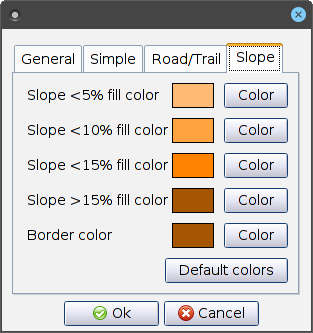 General Simple Road/Trail Slope
Slope <5% fill color Color
Slope <10% fill color Color
Slope <15% fill color Color
Slope >15% fill color Color
Border color Color
Default colors
Ok Cancel